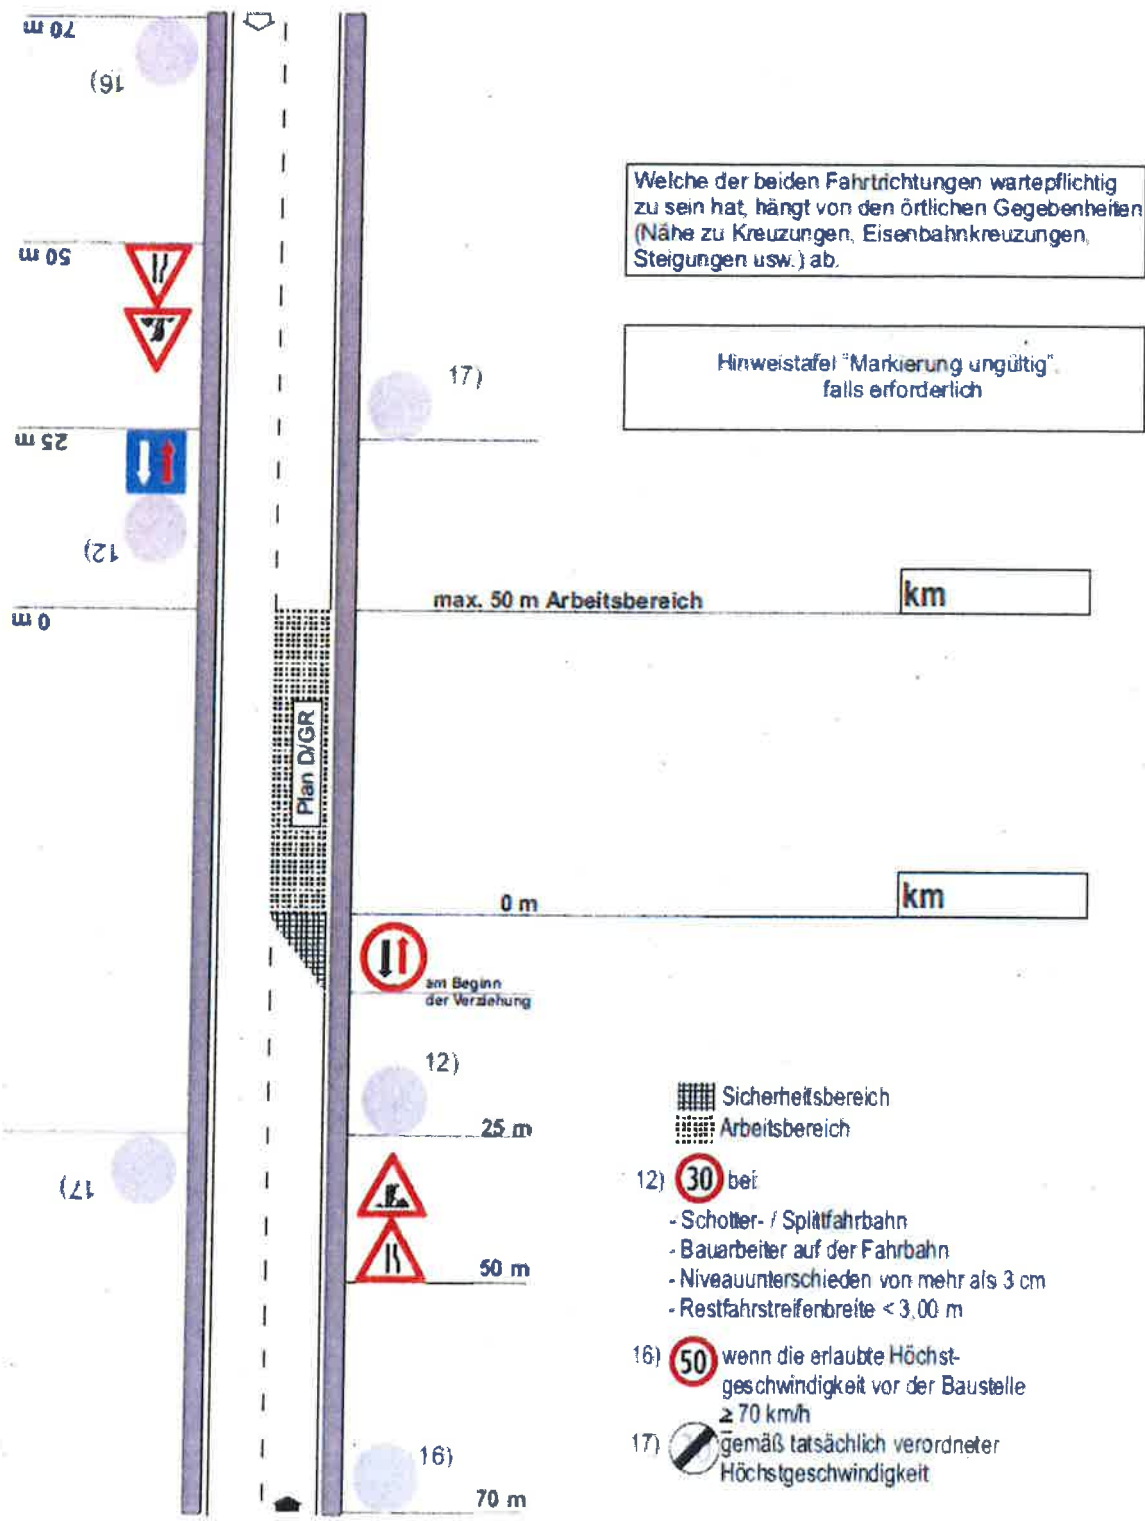 70 m
16)
Welche der beiden Fahrtrichtungen wartepflichtig
zu sein hat, hängt von den örtlichen Gegebenheiten
(Nähe zu Kreuzungen, Eisenbahnkreuzungen,
Steigungen usw.) ab.
50 m
Hinweistafel "Markierung ungültig"
falls erforderlich
17)
25 m
12)
max. 50 m Arbeitsbereich
km
0 m
Plan D/GR
0 m
km
am Beginn
der Verziehung
12)
25 m
17)
50 m
16)
70 m
Sicherheitsbereich
Arbeitsbereich
12) 30 bei
- Schotter- / Splittfahrbahn
- Bauarbeiter auf der Fahrbahn
- Niveauunterschieden von mehr als 3 cm
- Restfahrstreifenbreite < 3,00 m
16) 50 wenn die erlaubte Höchst-
geschwindigkeit vor der Baustelle
≥ 70 km/h
17) gemäß tatsächlich verordneter
Höchstgeschwindigkeit